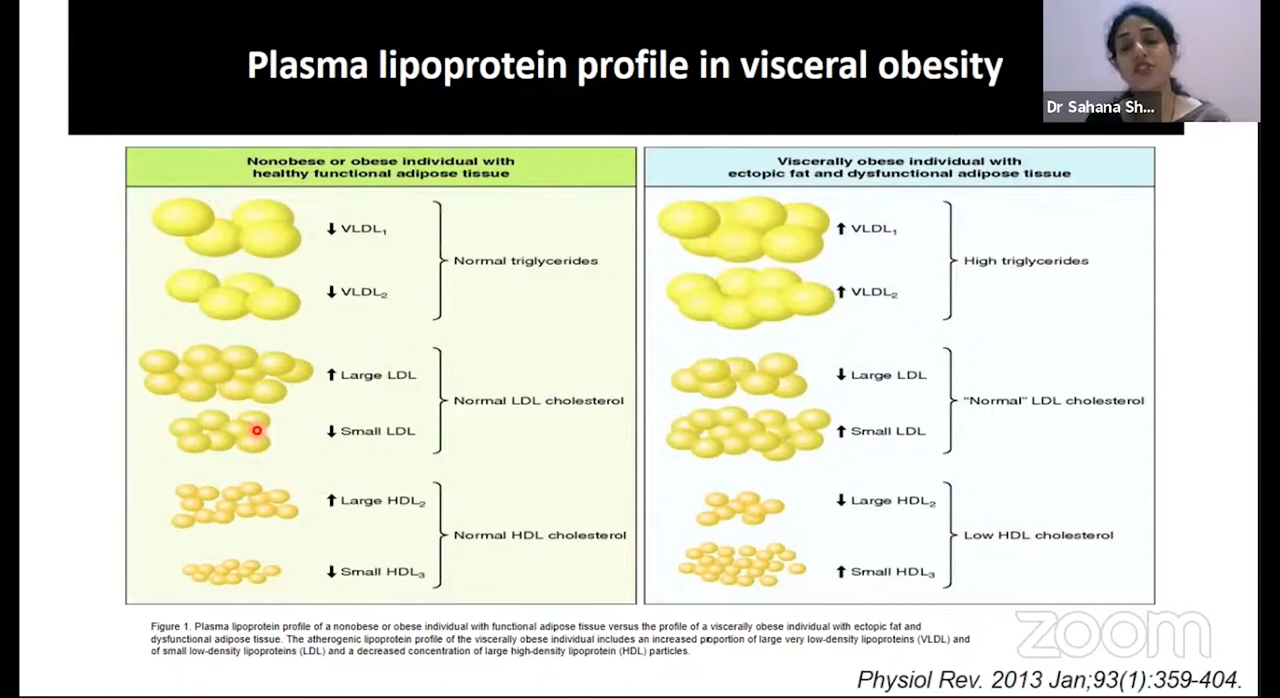 Plasma lipoprotein profile in visceral obesity
Dr Sahana Sh...
Nonobese or obese individual with
healthy functional adipose tissue
↓ VLDL₁
↓ VLDL₂
Normal triglycerides
↑ Large LDL
↓ Small LDL
Normal LDL cholesterol
↑ Large HDL₂
↓ Small HDL₃
Normal HDL cholesterol
Viscerally obese individual with
ectopic fat and dysfunctional adipose tissue
↑ VLDL₁
↑ VLDL₂
High triglycerides
↓ Large LDL
↑ Small LDL
"Normal" LDL cholesterol
↓ Large HDL₂
↑ Small HDL₃
Low HDL cholesterol
Figure 1. Plasma lipoprotein profile of a nonobese or obese individual with functional adipose tissue versus the profile of a viscerally obese individual with ectopic fat and
dysfunctional adipose tissue. The atherogenic lipoprotein profile of the viscerally obese individual includes an increased proportion of large very low-density lipoproteins (VLDL) and
of small low-density lipoproteins (LDL) and a decreased concentration of large high-density lipoprotein (HDL) particles.
zoom
Physiol Rev. 2013 Jan;93(1):359-404.